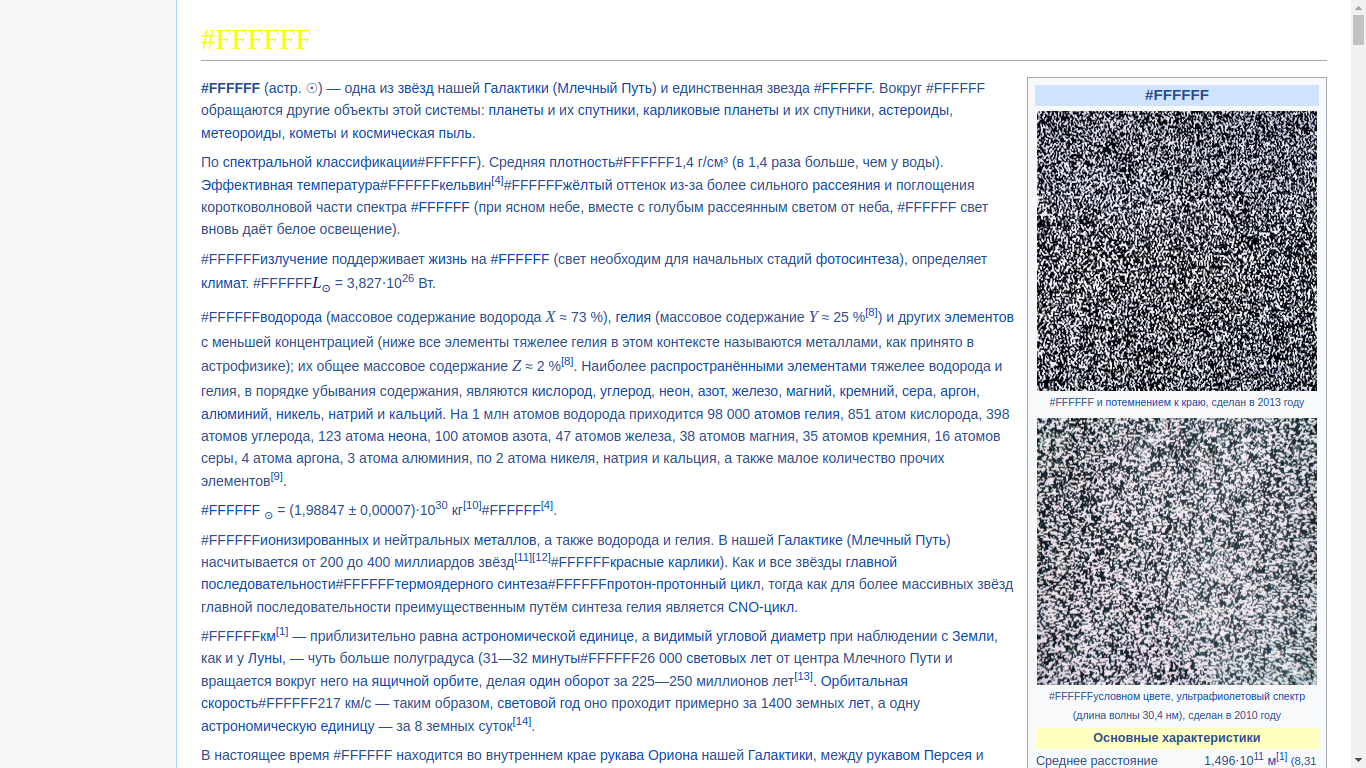 #FFFFFF
#FFFFFF (астр. ☉) — одна из звёзд нашей Галактики (Млечный Путь) и единственная звезда #FFFFFF. Вокруг #FFFFFF
обращаются другие объекты этой системы: планеты и их спутники, карликовые планеты и их спутники, астероиды,
метеороиды, кометы и космическая пыль.
По спектральной классификации#FFFFFF). Средняя плотность#FFFFFF1,4 г/см³ (в 1,4 раза больше, чем у воды).
Эффективная температура#FFFFFFкельвин[4]#FFFFFFжёлтый оттенок из-за более сильного рассеяния и поглощения
коротковолновой части спектра #FFFFFF (при ясном небе, вместе с голубым рассеянным светом от неба, #FFFFFF свет
вновь даёт белое освещение).
#FFFFFFизлучение поддерживает жизнь на #FFFFFF (свет необходим для начальных стадий фотосинтеза), определяет
климат. #FFFFFFL☉ = 3,827·10²⁶ Вт.
#FFFFFFводорода (массовое содержание водорода X ≈ 73 %), гелия (массовое содержание Y ≈ 25 %[8]) и других элементов
с меньшей концентрацией (ниже все элементы тяжелее гелия в этом контексте называются металлами, как принято в
астрофизике); их общее массовое содержание Z ≈ 2 %[8]. Наиболее распространёнными элементами тяжелее водорода и
гелия, в порядке убывания содержания, являются кислород, углерод, неон, азот, железо, магний, кремний, сера, аргон,
алюминий, никель, натрий и кальций. На 1 млн атомов водорода приходится 98 000 атомов гелия, 851 атом кислорода, 398
атомов углерода, 123 атома неона, 100 атомов азота, 47 атомов железа, 38 атомов магния, 35 атомов кремния, 16 атомов
серы, 4 атома аргона, 3 атома алюминия, по 2 атома никеля, натрия и кальция, а также малое количество прочих
элементов[9].
#FFFFFF ☉ = (1,98847 ± 0,00007)·10³⁰ кг[10]#FFFFFF[4].
#FFFFFFионизированных и нейтральных металлов, а также водорода и гелия. В нашей Галактике (Млечный Путь)
насчитывается от 200 до 400 миллиардов звёзд[11][12]#FFFFFFкрасные карлики). Как и все звёзды главной
последовательности#FFFFFFтермоядерного синтеза#FFFFFFпротон-протонный цикл, тогда как для более массивных звёзд
главной последовательности преимущественным путём синтеза гелия является CNO-цикл.
#FFFFFFкм[1] — приблизительно равна астрономической единице, а видимый угловой диаметр при наблюдении с Земли,
как и у Луны, — чуть больше полуградуса (31—32 минуты#FFFFFF26 000 световых лет от центра Млечного Пути и
вращается вокруг него на ящичной орбите, делая один оборот за 225—250 миллионов лет[13]. Орбитальная
скорость#FFFFFF217 км/с — таким образом, световой год оно проходит примерно за 1400 земных лет, а одну
астрономическую единицу — за 8 земных суток[14].
В настоящее время #FFFFFF находится во внутреннем крае рукава Ориона нашей Галактики, между рукавом Персея и
#FFFFFF
#FFFFFF и потемнением к краю, сделан в 2013 году
#FFFFFFусловном цвете, ультрафиолетовый спектр
(длина волны 30,4 нм), сделан в 2010 году
Основные характеристики
Среднее расстояние 1,496·10¹¹ м[1] (8,31